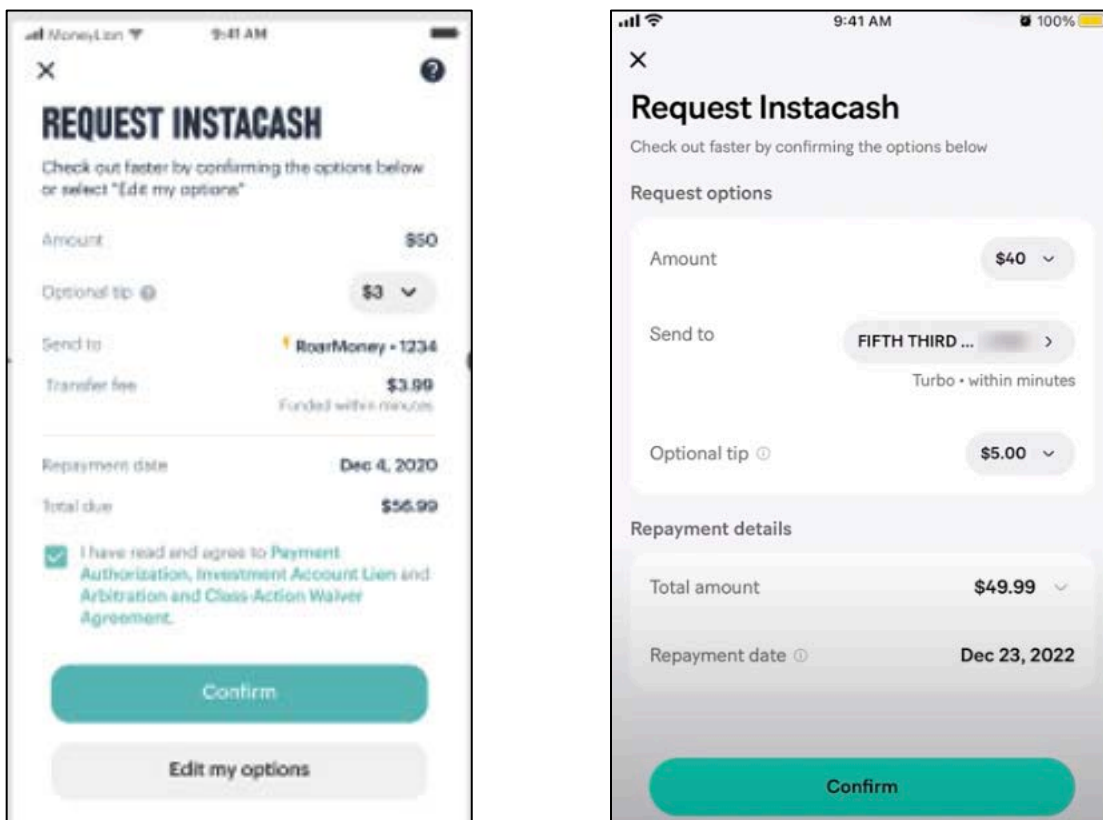 MoneyLion 9:41 AM
REQUEST INSTACASH
Check out faster by confirming the options below
or select "Edit my options"
Amount $50
Optional tip $3
Send to RoarMoney • 1234
Transfer fee $3.99
Funded within minutes
Repayment date Dec 4, 2020
Total due $56.99
I have read and agree to Payment
Authorization, Investment Account Lien and
Arbitration and Class-Action Waiver
Agreement.
Confirm
Edit my options
9:41 AM 100%
Request Instacash
Check out faster by confirming the options below
Request options
Amount $40
Send to FIFTH THIRD ...
Turbo • within minutes
Optional tip $5.00
Repayment details
Total amount $49.99
Repayment date Dec 23, 2022
Confirm